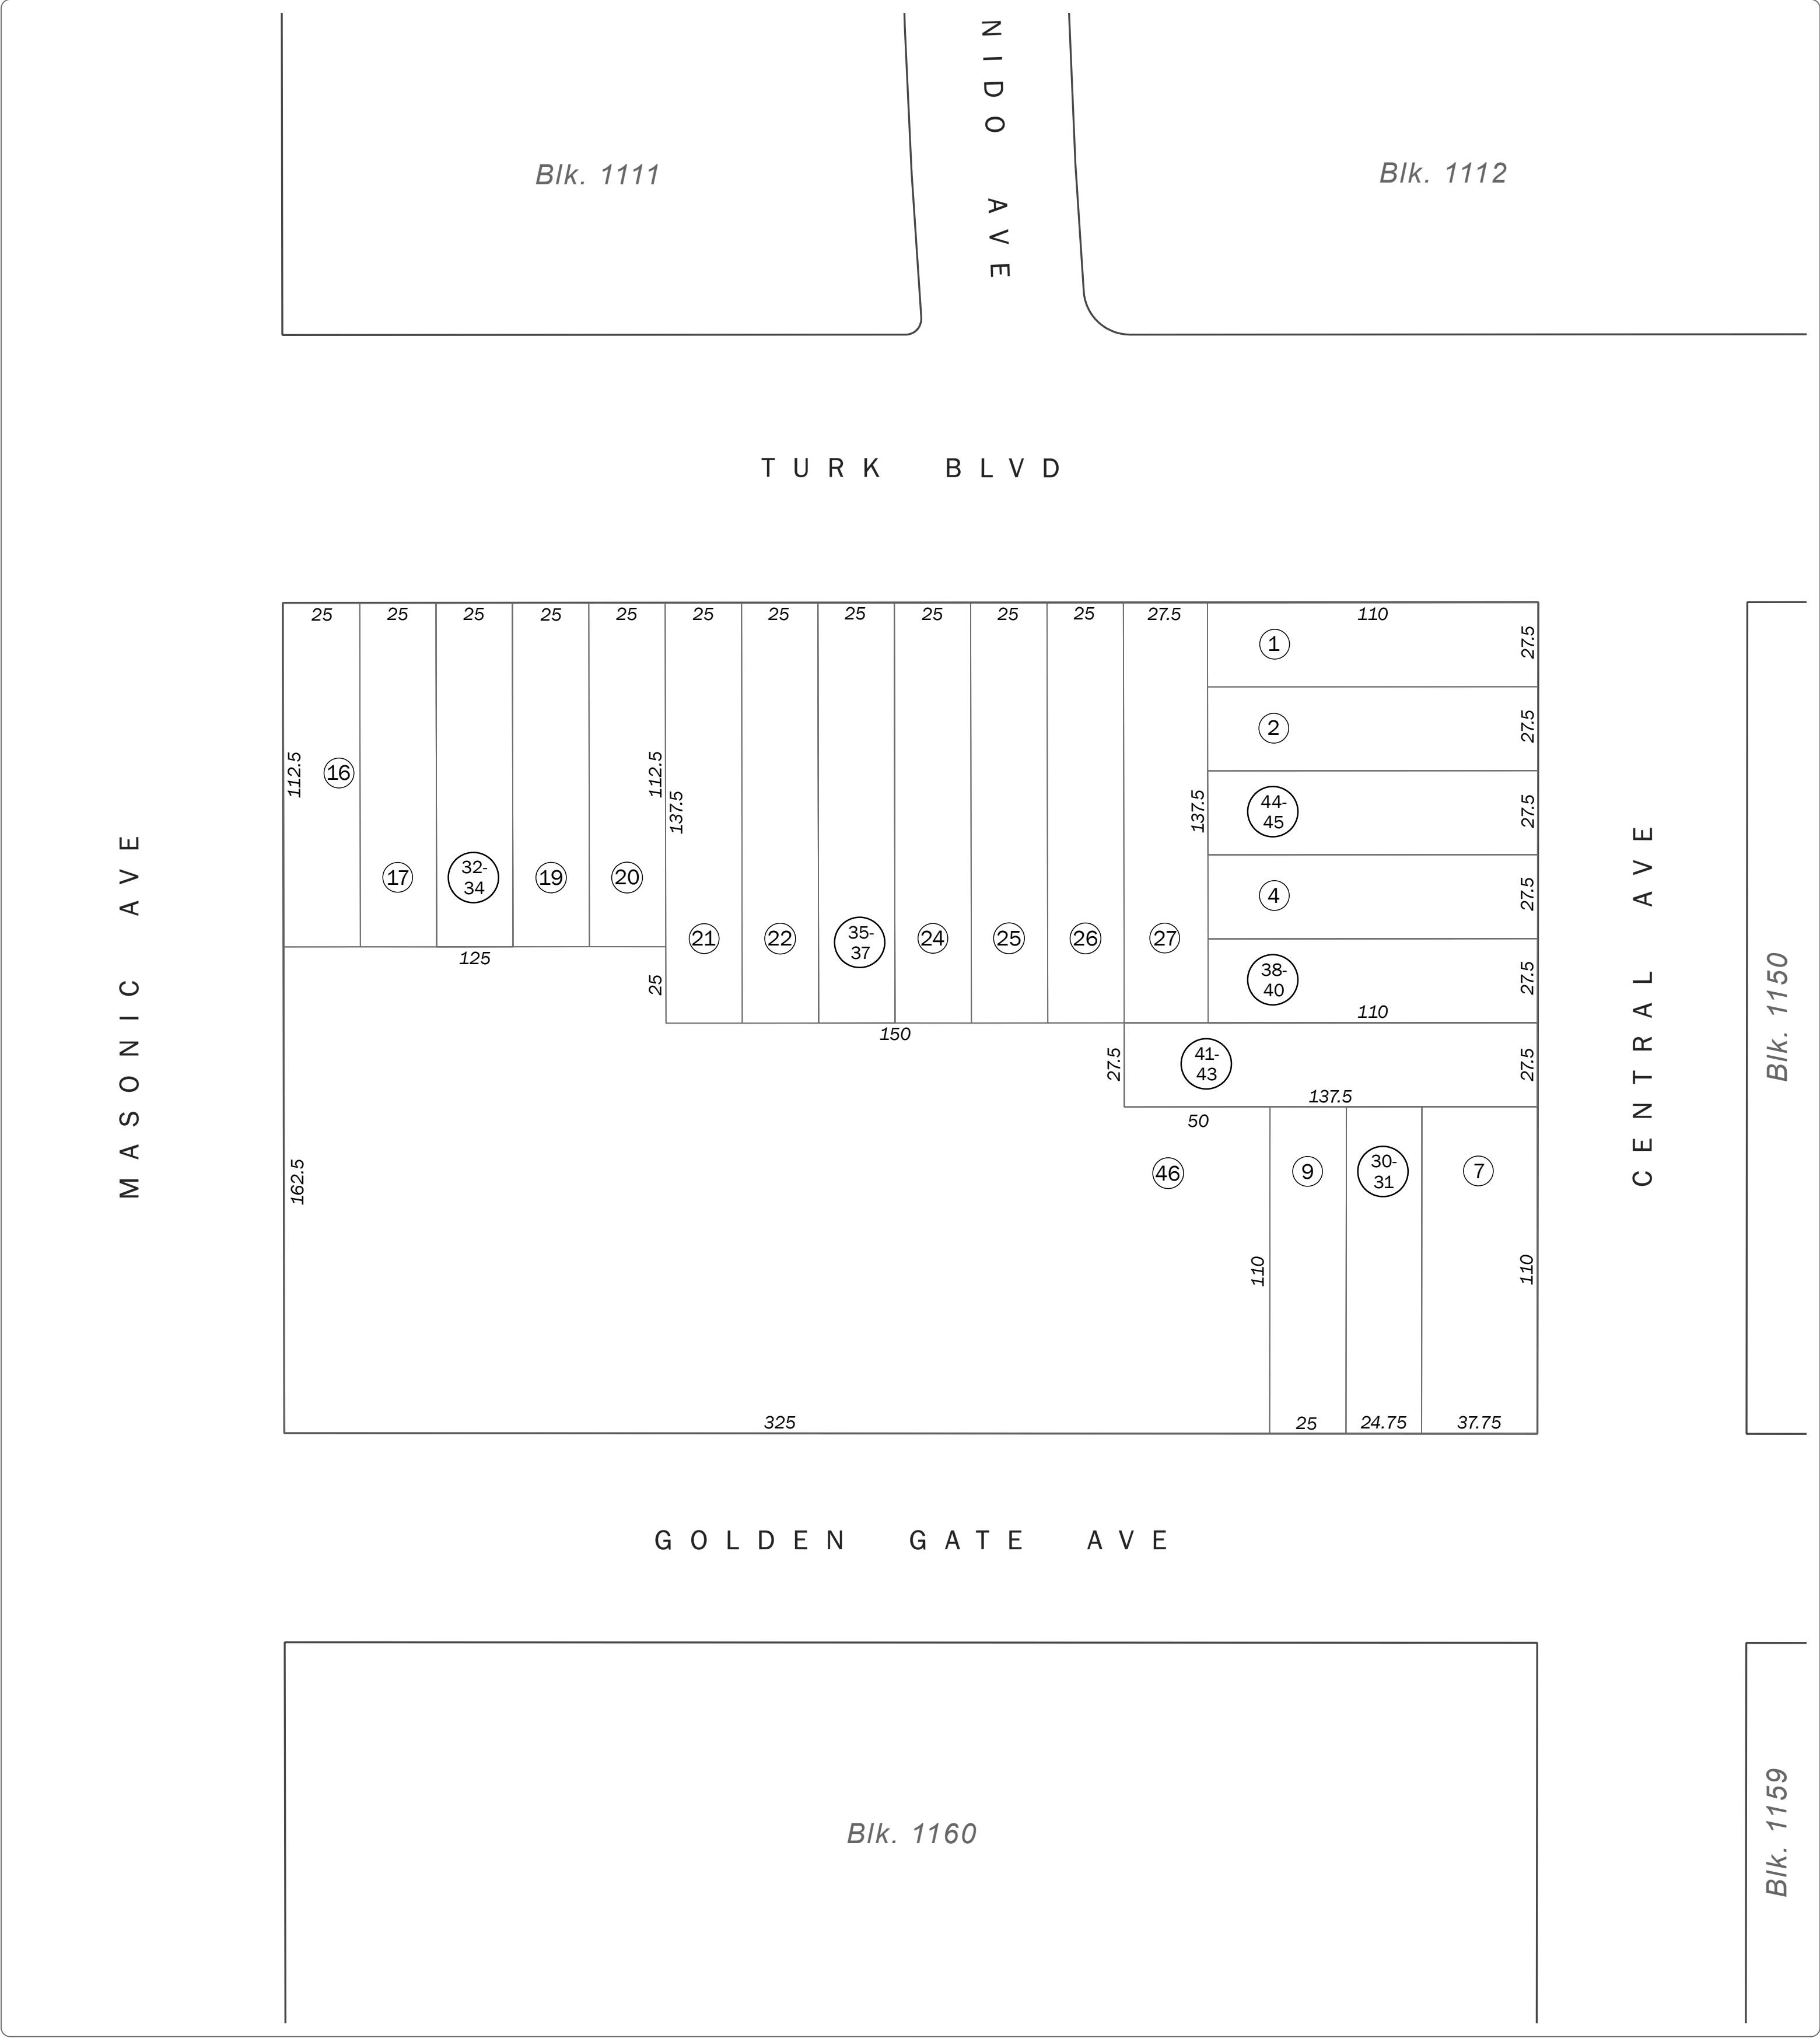 NIDO AVE
Blk. 1111
Blk. 1112
TURK BLVD
25 25 25 25 25 25 25 25 25 25 25 27.5 110
1 27.5
2 27.5
112.5 16 112.5 137.5 137.5
44-
45
27.5
17
32-
34
19 20
4 27.5
21 22
35-
37
24 25 26 27
125
25
38-
40
27.5
110
150
27.5
41-
43
27.5
137.5
50
162.5
46 9
30-
31
7
110 110
325 25 24.75 37.75
MASONIC AVE
CENTRAL AVE
Blk. 1150
GOLDEN GATE AVE
Blk. 1160
Blk. 1159